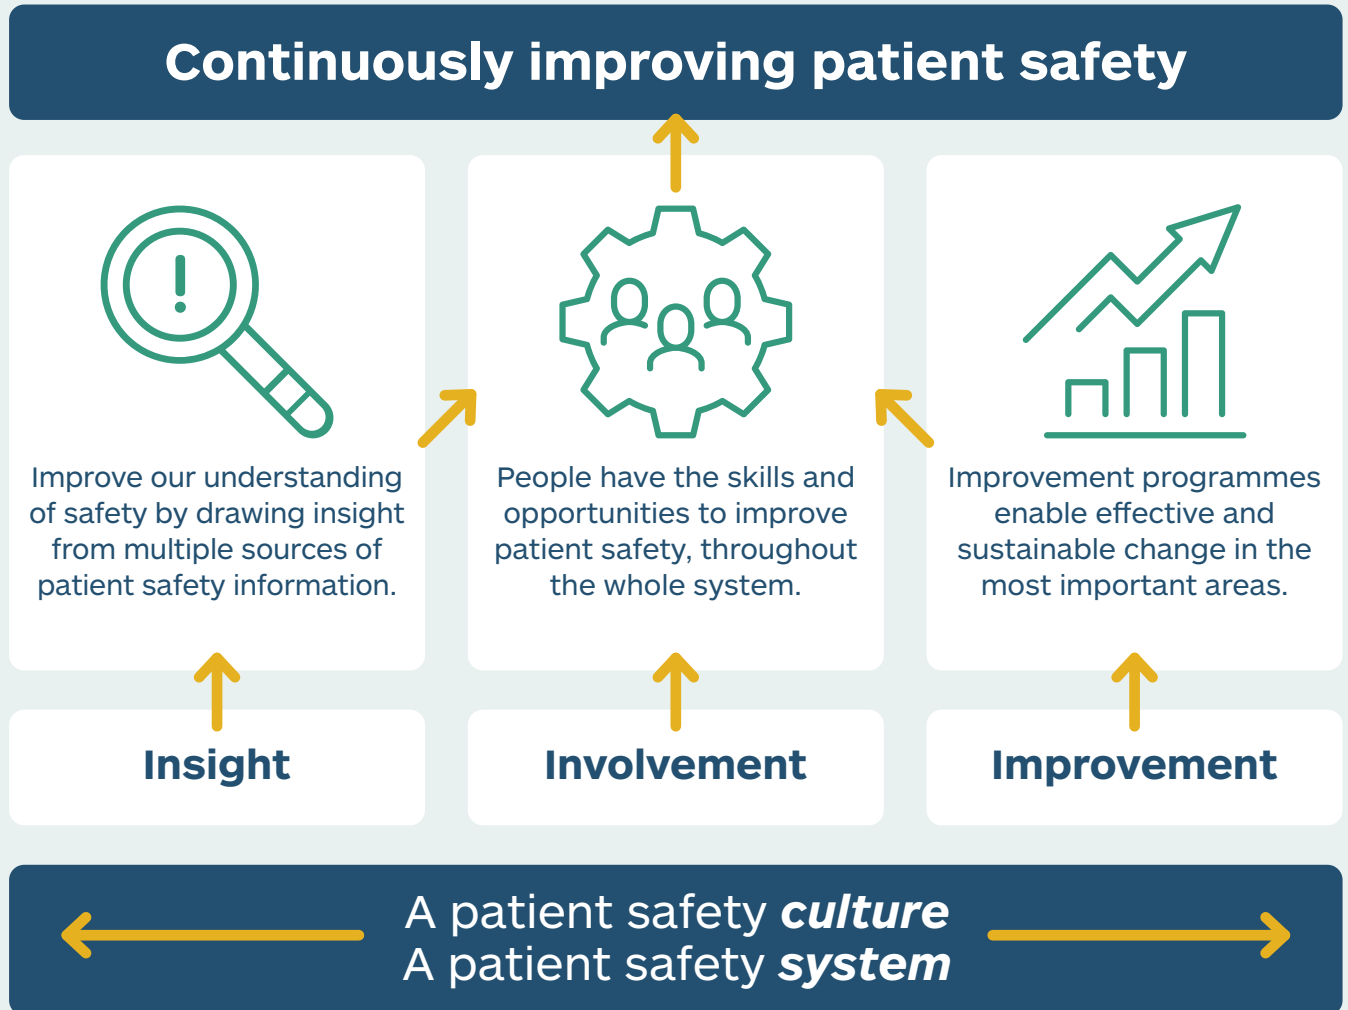 Continuously improving patient safety
!
Improve our understanding
of safety by drawing insight
from multiple sources of
patient safety information.
People have the skills and
opportunities to improve
patient safety, throughout
the whole system.
Improvement programmes
enable effective and
sustainable change in the
most important areas.
Insight
Involvement
Improvement
A patient safety culture
A patient safety system